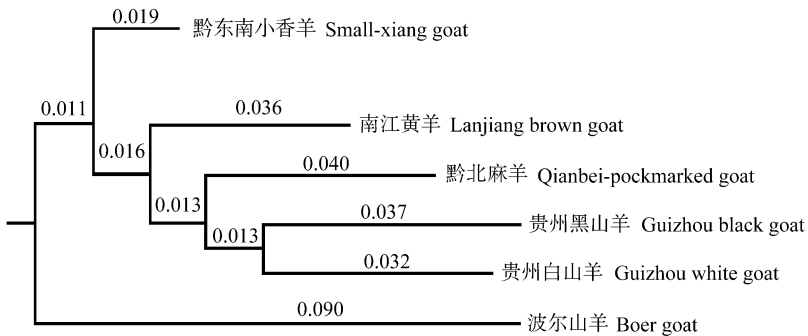 0.019
黔东南小香羊 Small-xiang goat
0.011
0.036
南江黄羊 Lanjiang brown goat
0.016
0.040
黔北麻羊 Qianbei-pockmarked goat
0.013
0.037
贵州黑山羊 Guizhou black goat
0.013
0.032
贵州白山羊 Guizhou white goat
0.090
波尔山羊 Boer goat